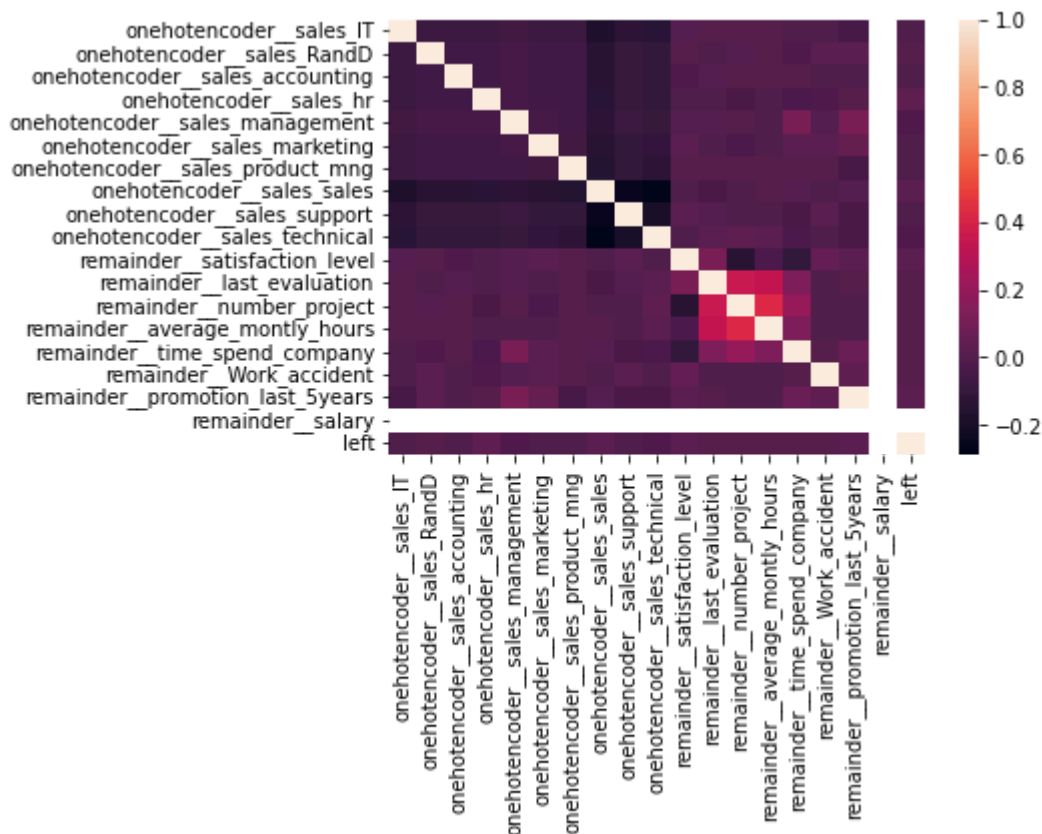 onehotencoder__sales_IT
onehotencoder__sales_RandD
onehotencoder__sales_accounting
onehotencoder__sales_hr
onehotencoder__sales_management
onehotencoder__sales_marketing
onehotencoder__sales_product_mng
onehotencoder__sales_sales
onehotencoder__sales_support
onehotencoder__sales_technical
remainder__satisfaction_level
remainder__last_evaluation
remainder__number_project
remainder__average_montly_hours
remainder__time_spend_company
remainder__Work_accident
remainder__promotion_last_5years
remainder__salary
left
onehotencoder__sales_IT
onehotencoder__sales_RandD
onehotencoder__sales_accounting
onehotencoder__sales_hr
onehotencoder__sales_management
onehotencoder__sales_marketing
onehotencoder__sales_product_mng
onehotencoder__sales_sales
onehotencoder__sales_support
onehotencoder__sales_technical
remainder__satisfaction_level
remainder__last_evaluation
remainder__number_project
remainder__average_montly_hours
remainder__time_spend_company
remainder__Work_accident
remainder__promotion_last_5years
remainder__salary
left
1.0
0.8
0.6
0.4
0.2
0.0
−0.2